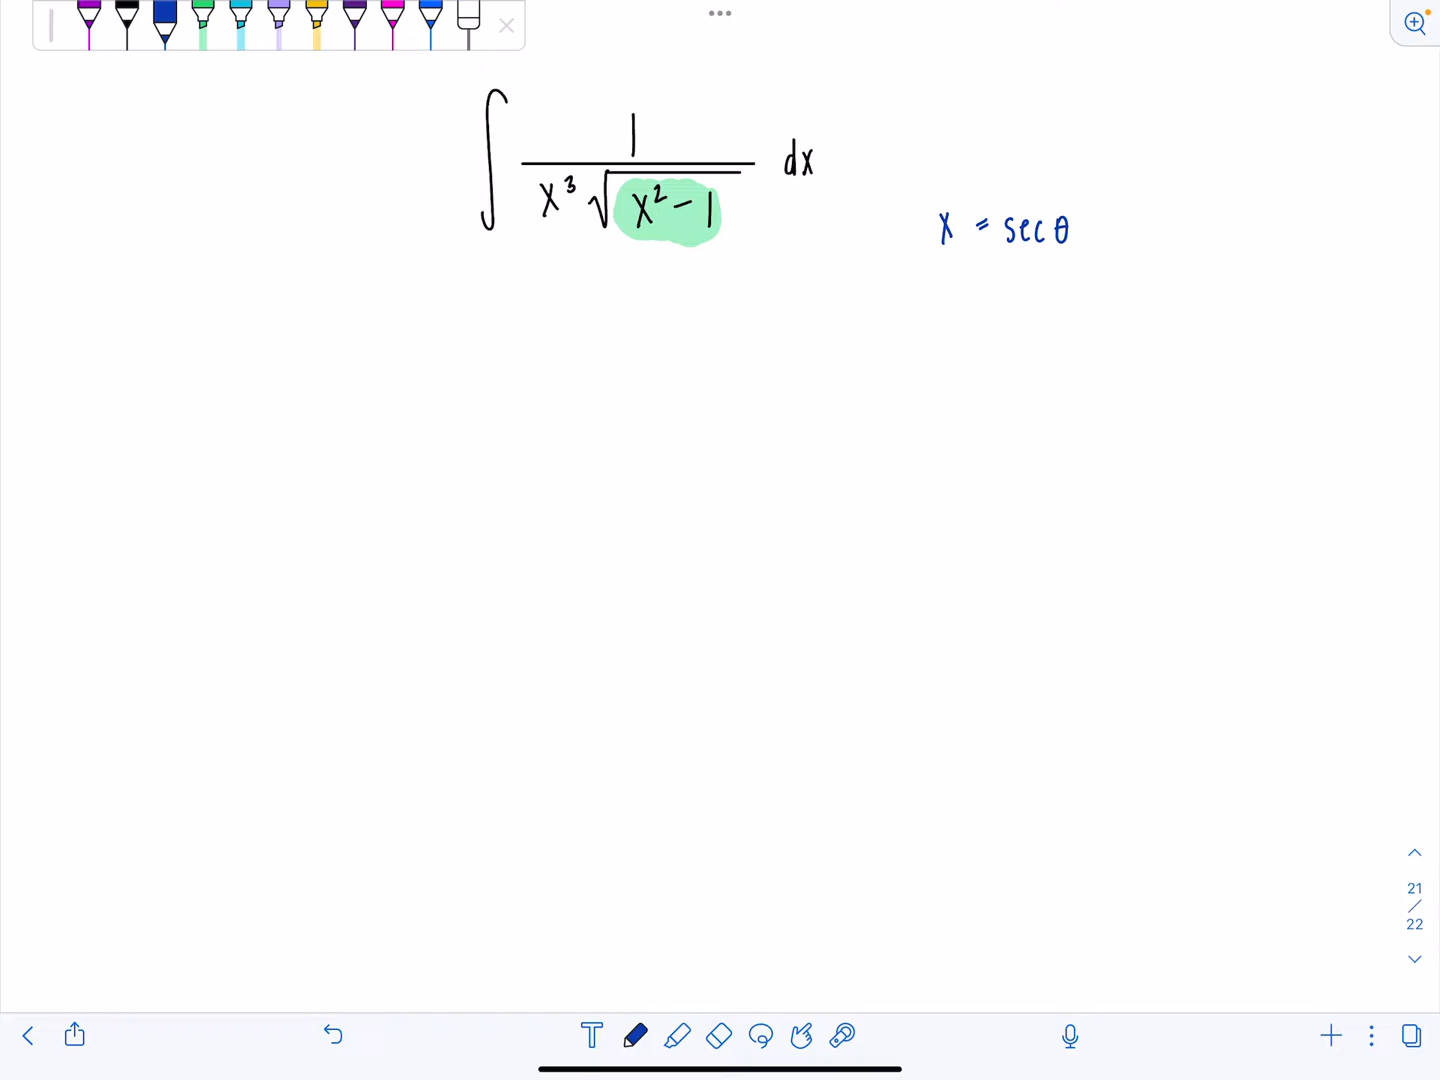 ∫ 1 / (x³ √(x² − 1)) dx
x = sec θ
21
/
22
T